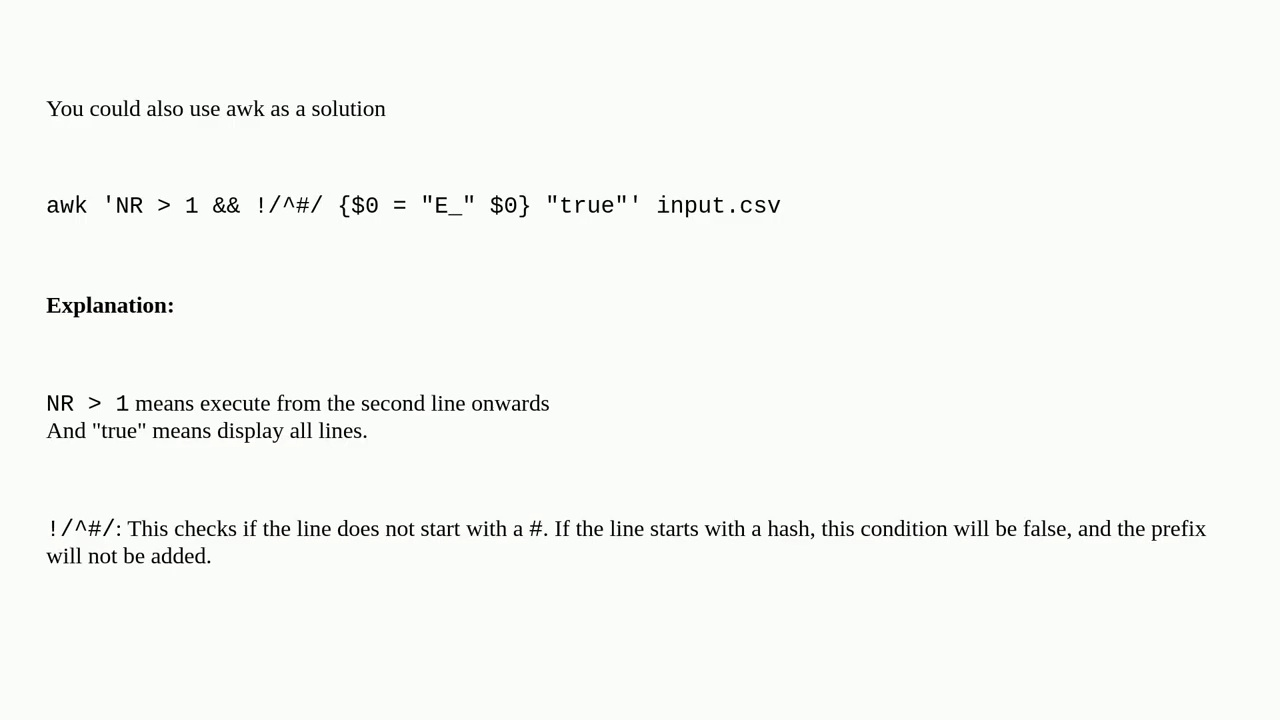 You could also use awk as a solution
awk 'NR > 1 && !/^#/ {$0 = "E_" $0} "true"' input.csv
Explanation:
NR > 1 means execute from the second line onwards
And "true" means display all lines.
!/^#/: This checks if the line does not start with a #. If the line starts with a hash, this condition will be false, and the prefix
will not be added.